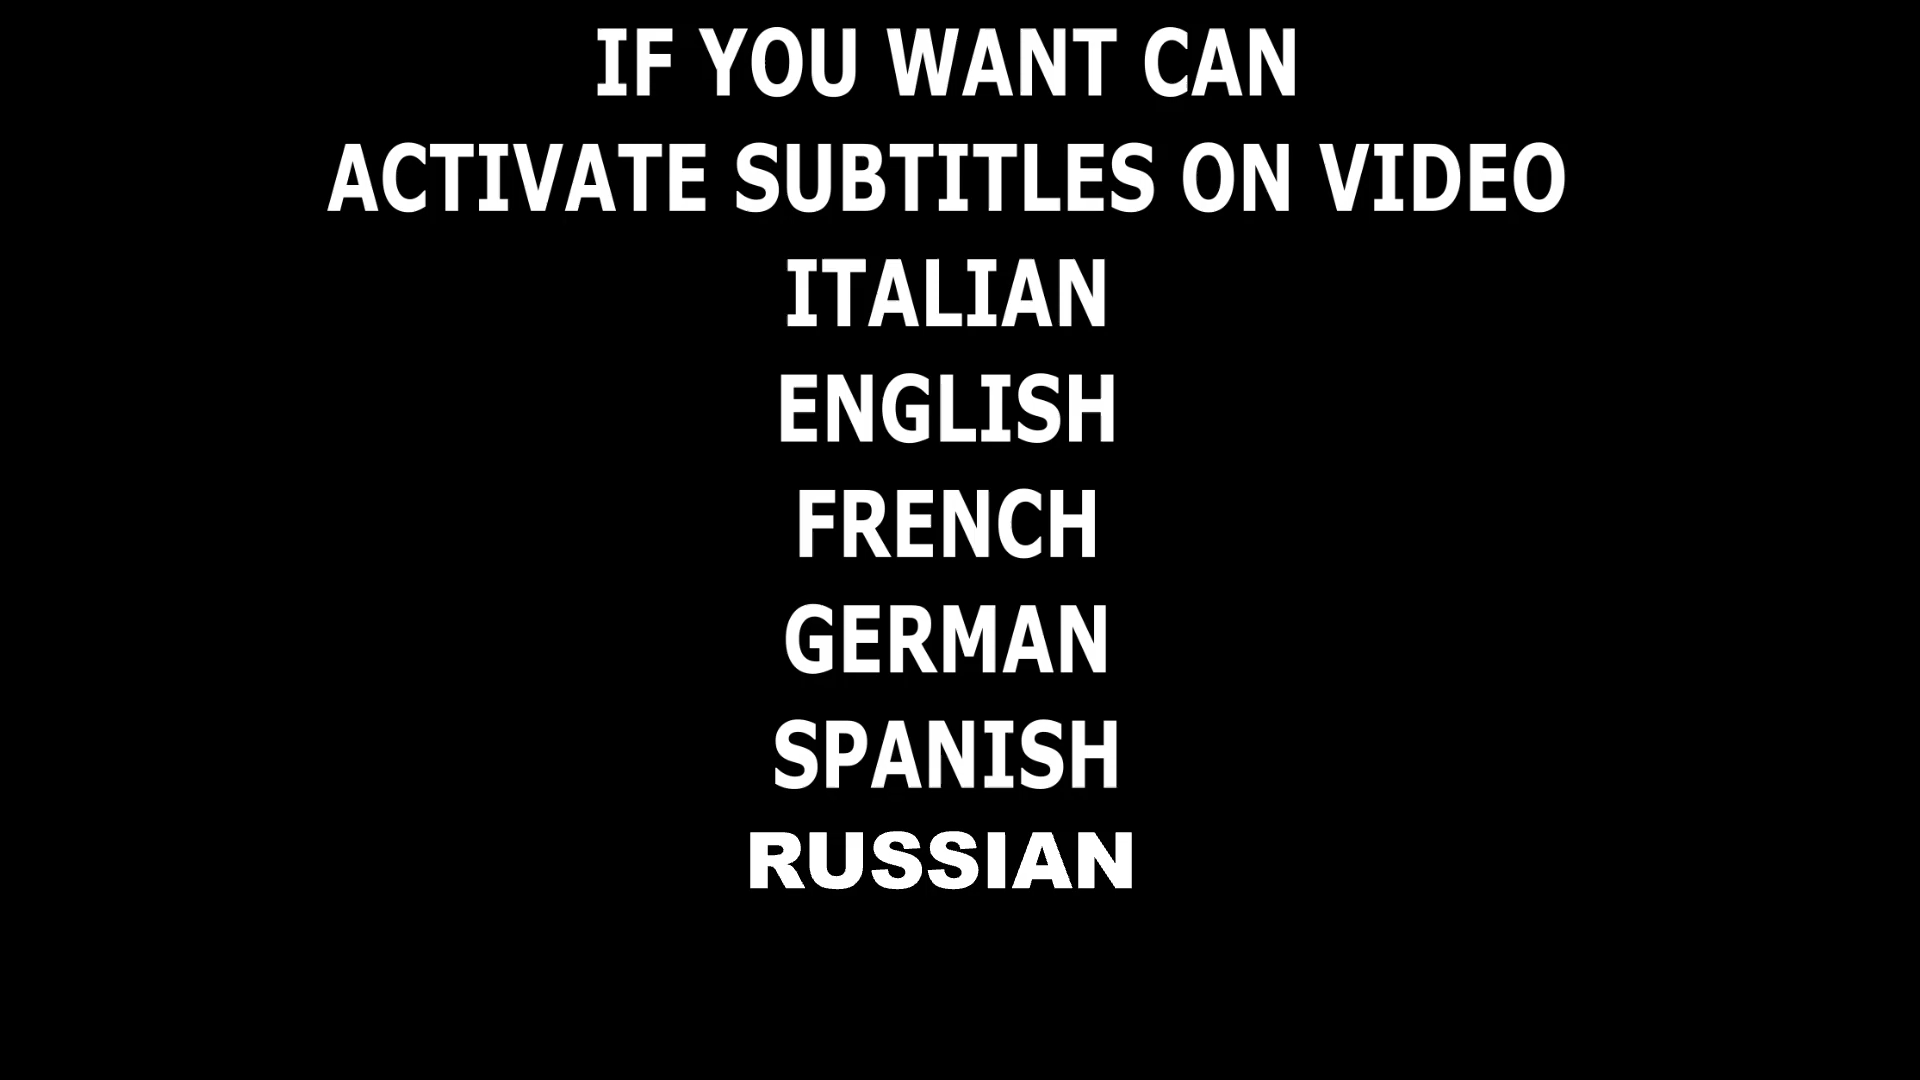 IF YOU WANT CAN
ACTIVATE SUBTITLES ON VIDEO
ITALIAN
ENGLISH
FRENCH
GERMAN
SPANISH
RUSSIAN